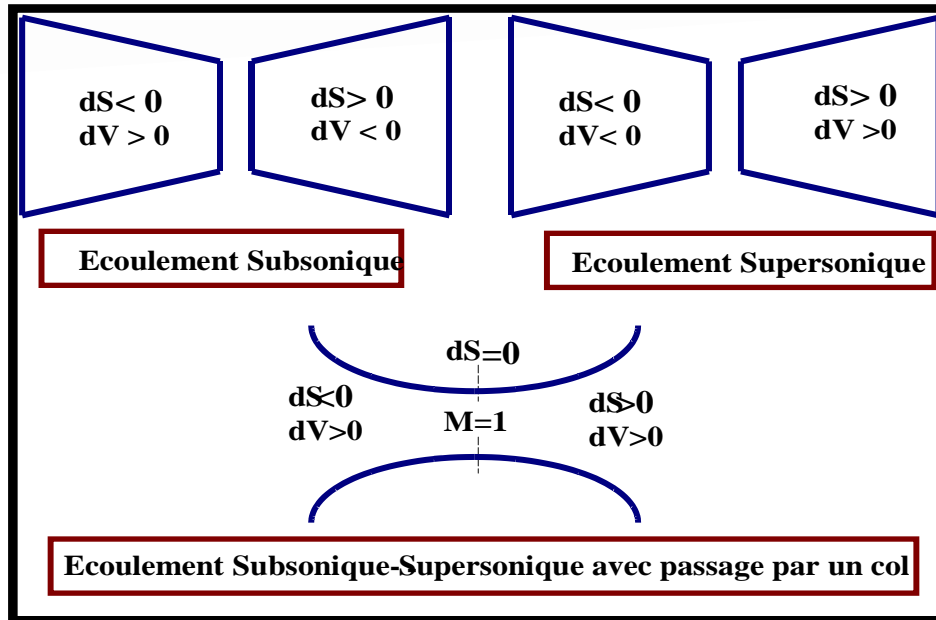 dS< 0
dV > 0
dS> 0
dV < 0
dS< 0
dV< 0
dS> 0
dV >0
Ecoulement Subsonique
Ecoulement Supersonique
dS=0
dS<0
dV>0
M=1
dS>0
dV>0
Ecoulement Subsonique-Supersonique avec passage par un col